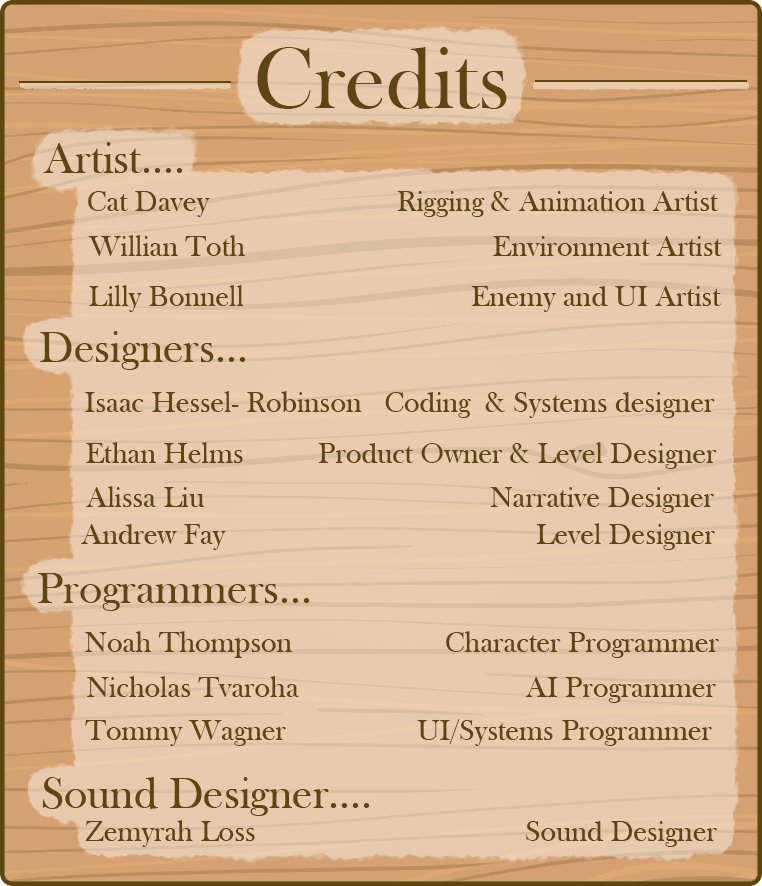 Credits
Artist....
Cat Davey Rigging & Animation Artist
Willian Toth Environment Artist
Lilly Bonnell Enemy and UI Artist
Designers...
Isaac Hessel- Robinson Coding & Systems designer
Ethan Helms Product Owner & Level Designer
Alissa Liu Narrative Designer
Andrew Fay Level Designer
Programmers...
Noah Thompson Character Programmer
Nicholas Tvaroha AI Programmer
Tommy Wagner UI/Systems Programmer
Sound Designer....
Zemyrah Loss Sound Designer